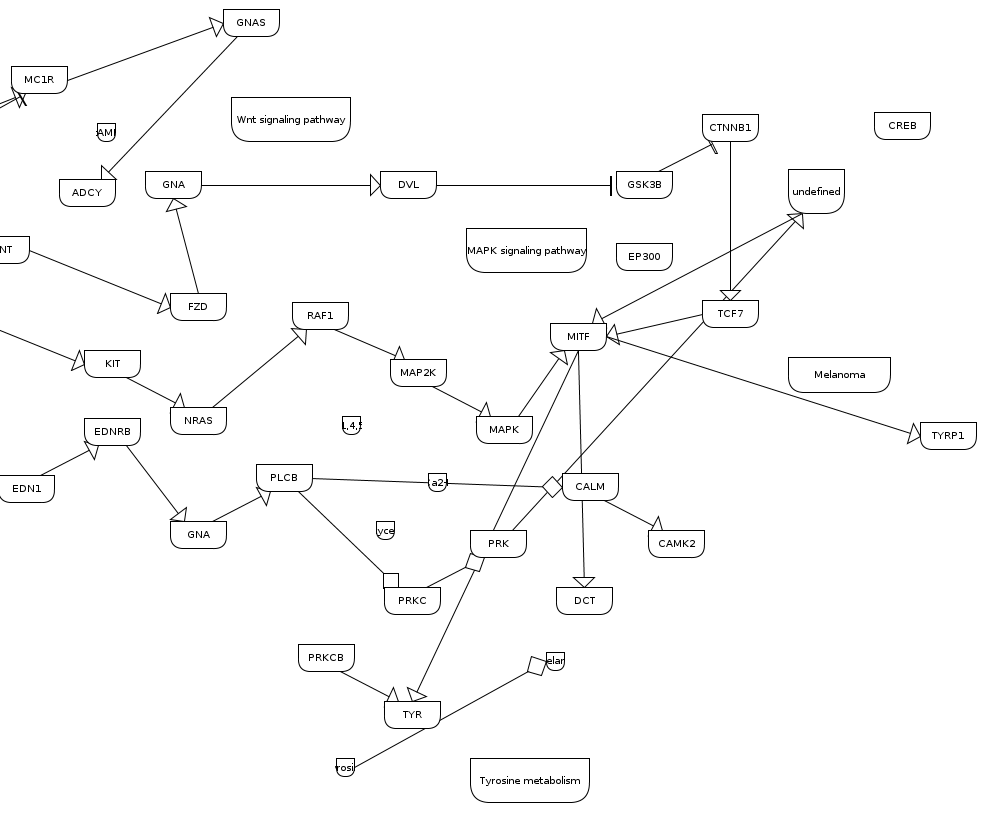 GNAS
MC1R
Wnt signaling pathway
CTNNB1
CREB
ADCY
GNA
DVL
GSK3B
undefined
MAPK signaling pathway
EP300
NT
FZD
RAF1
TCF7
MITF
KIT
MAP2K
Melanoma
NRAS
MAPK
EDNRB
TYRP1
1,4,5
EDN1
PLCB
CALM
GNA
yce
PRK
CAMK2
PRKC
DCT
PRKCB
elar
TYR
rosi
Tyrosine metabolism